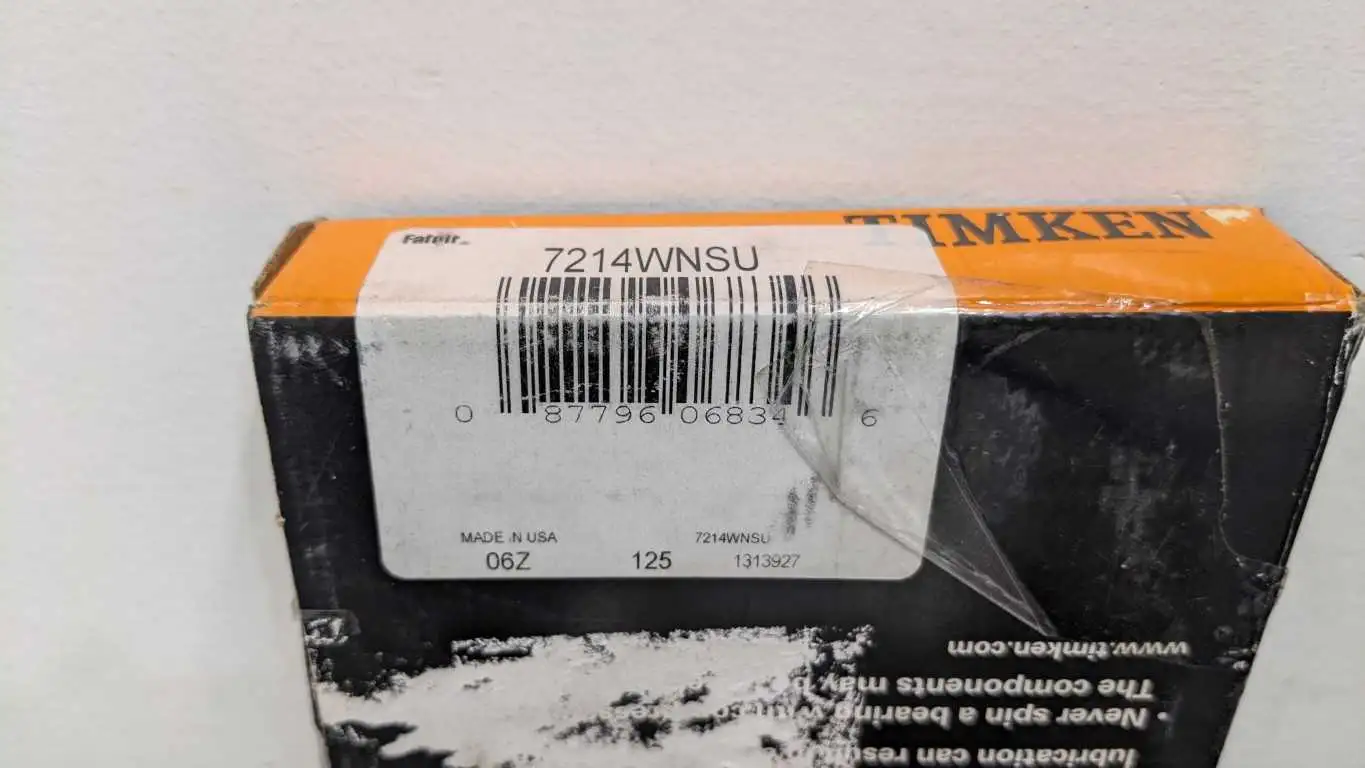 TIMKEN
Fafnir
7214WNSU
0 87796 06834 6
MADE IN USA
7214WNSU
06Z
125
1313927
www.timken.com
The components may
• Never spin a bearing
lubrication can